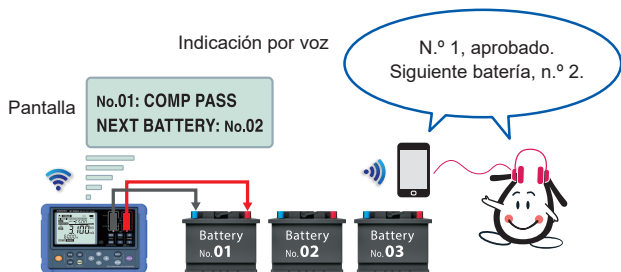 Indicación por voz
N.º 1, aprobado.
Siguiente batería, n.º 2.
Pantalla
No.01: COMP PASS
NEXT BATTERY: No.02
Battery
No. 01
Battery
No. 02
Battery
No. 03